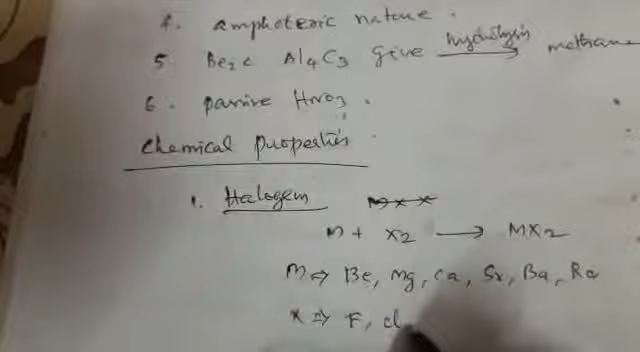 4. amphoteric nature.
5. Be2C Al4C3 give hydrolysis → methane
6. passive HNO3.
Chemical Properties
1. Halogen
M + X2 → MX2
M ⇒ Be, Mg, Ca, Sr, Ba, Ra
X ⇒ F, Cl